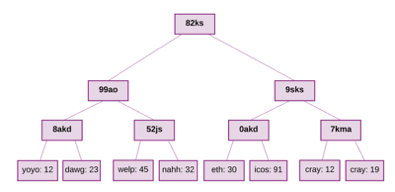 82ks
99ao
9sks
8akd
52js
0akd
7kma
yoyo: 12
dawg: 23
welp: 45
nahh: 32
eth: 30
icos: 91
cray: 12
cray: 19